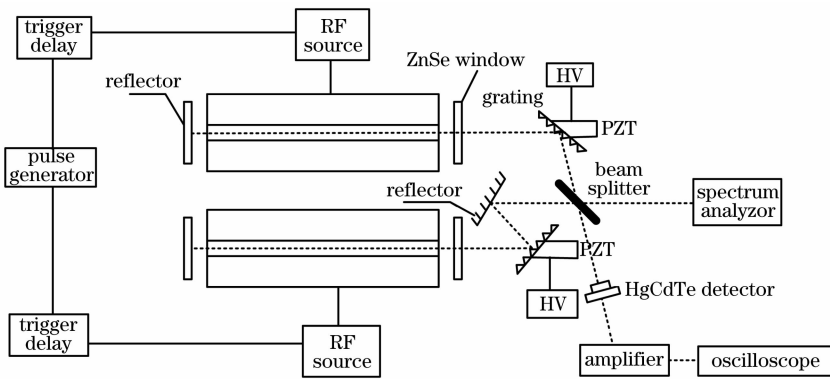 trigger
delay
RF
source
ZnSe window
reflector
HV
grating
PZT
pulse
generator
beam
splitter
reflector
spectrum
analyzor
PZT
HgCdTe detector
HV
trigger
delay
RF
source
amplifier
oscilloscope